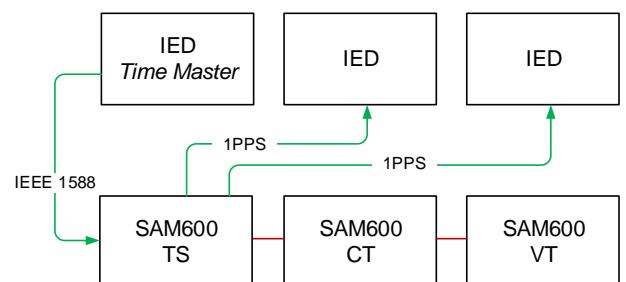 IED
Time Master
IED
IED
1PPS
1PPS
IEEE 1588
SAM600
TS
SAM600
CT
SAM600
VT